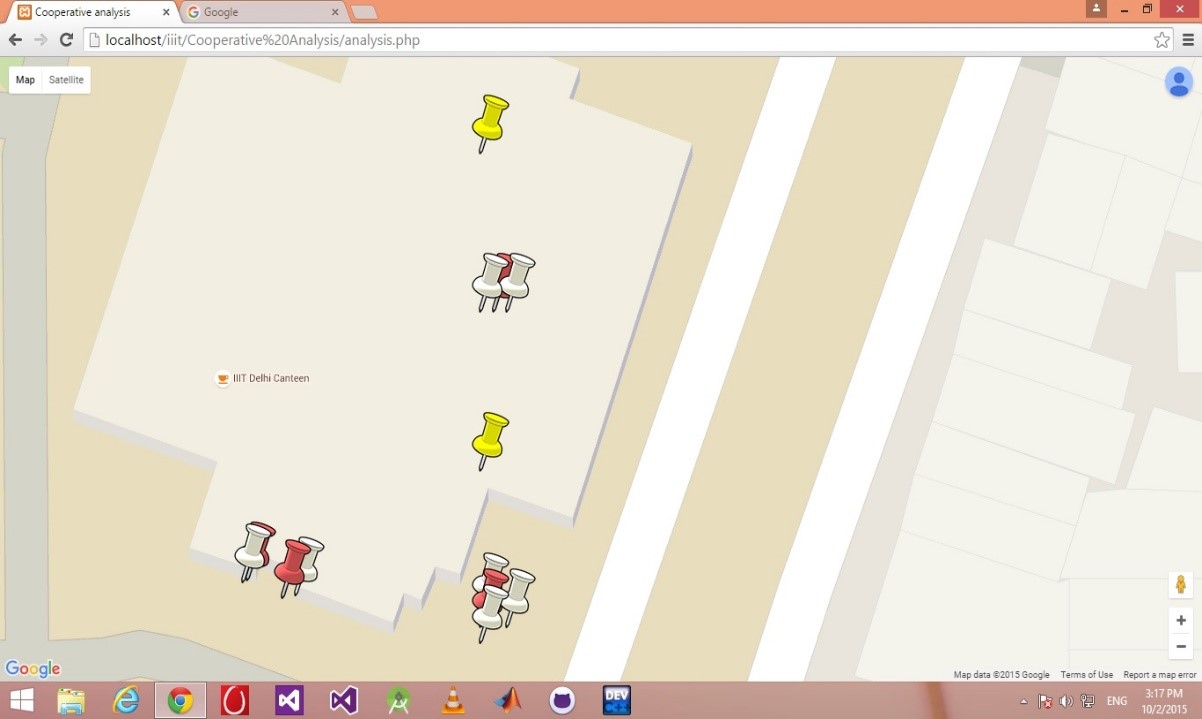 Cooperative analysis
Google
localhost/iiit/Cooperative%20Analysis/analysis.php
Map Satellite
IIIT Delhi Canteen
Google
Map data ©2015 Google Terms of Use Report a map error
DEV
C++
ENG
3:17 PM
10/2/2015